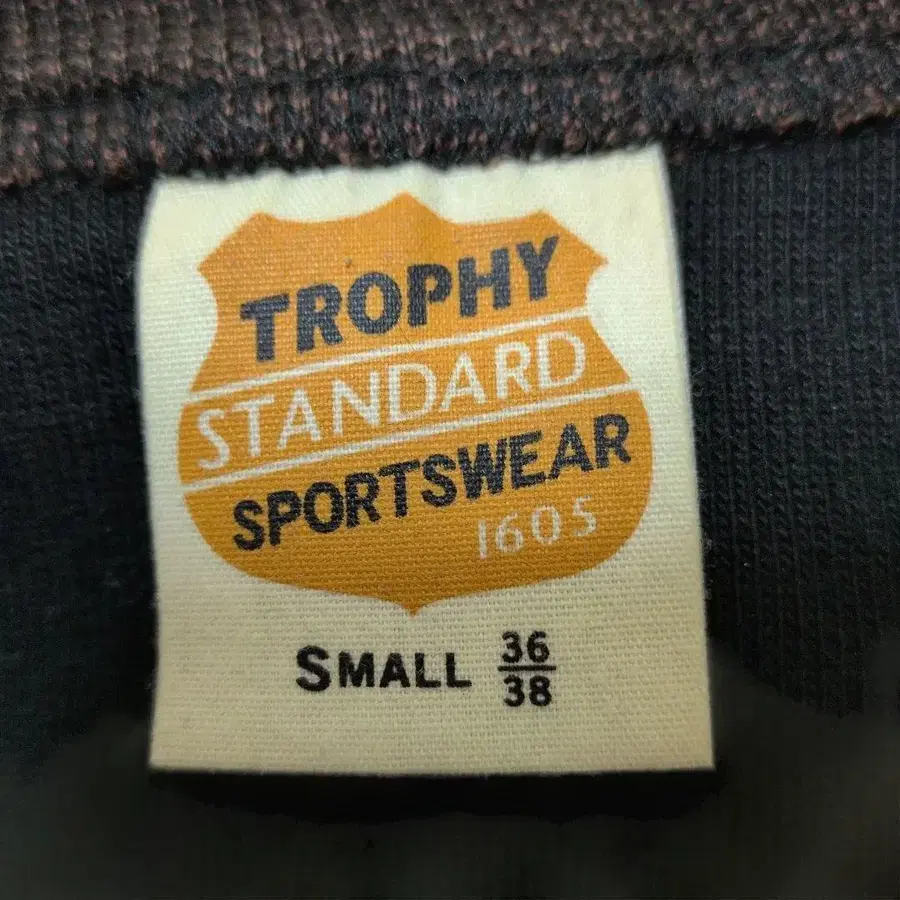 TROPHY
STANDARD
SPORTSWEAR
1605
SMALL 36/38